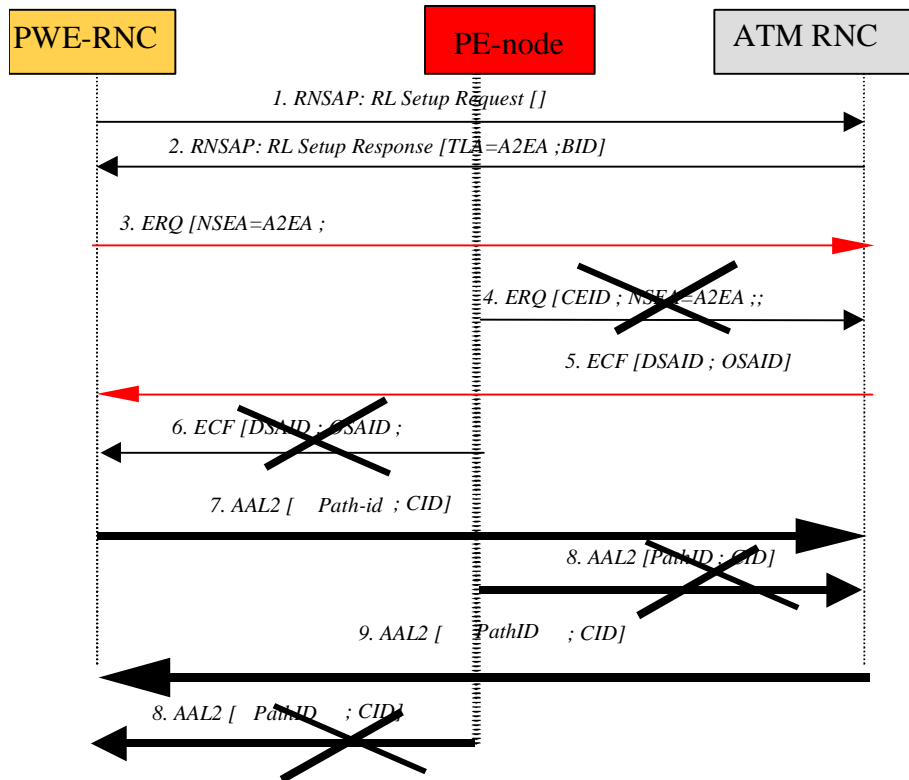 PWE-RNC
PE-node
ATM RNC
1. RNSAP: RL Setup Request []
2. RNSAP: RL Setup Response [TLA=A2EA ;BID]
3. ERQ [NSEA=A2EA ;
4. ERQ [CEID ; NSEA=A2EA ;;
5. ECF [DSAID ; OSAID]
6. ECF [DSAID ; OSAID ;
7. AAL2 [ Path-id ; CID]
8. AAL2 [PathID ; CID]
9. AAL2 [ PathID ; CID]
8. AAL2 [ PathID ; CID]